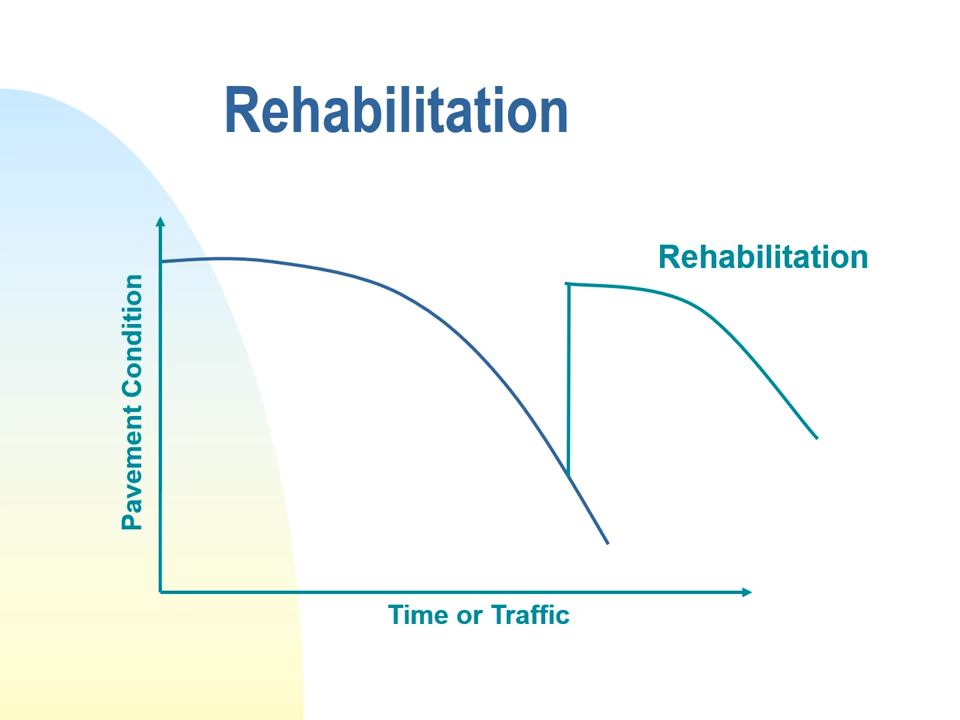 Rehabilitation
Rehabilitation
Pavement Condition
Time or Traffic